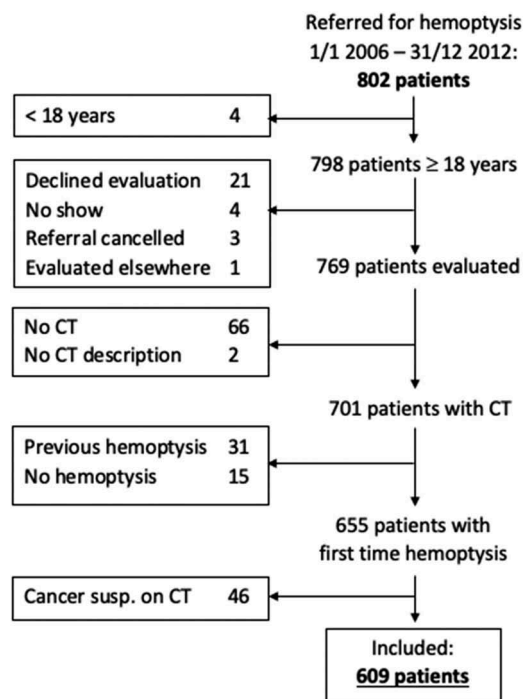 Referred for hemoptysis
1/1 2006 – 31/12 2012:
802 patients
< 18 years 4
798 patients ≥ 18 years
Declined evaluation 21
No show 4
Referral cancelled 3
Evaluated elsewhere 1
769 patients evaluated
No CT 66
No CT description 2
701 patients with CT
Previous hemoptysis 31
No hemoptysis 15
655 patients with
first time hemoptysis
Cancer susp. on CT 46
Included:
609 patients